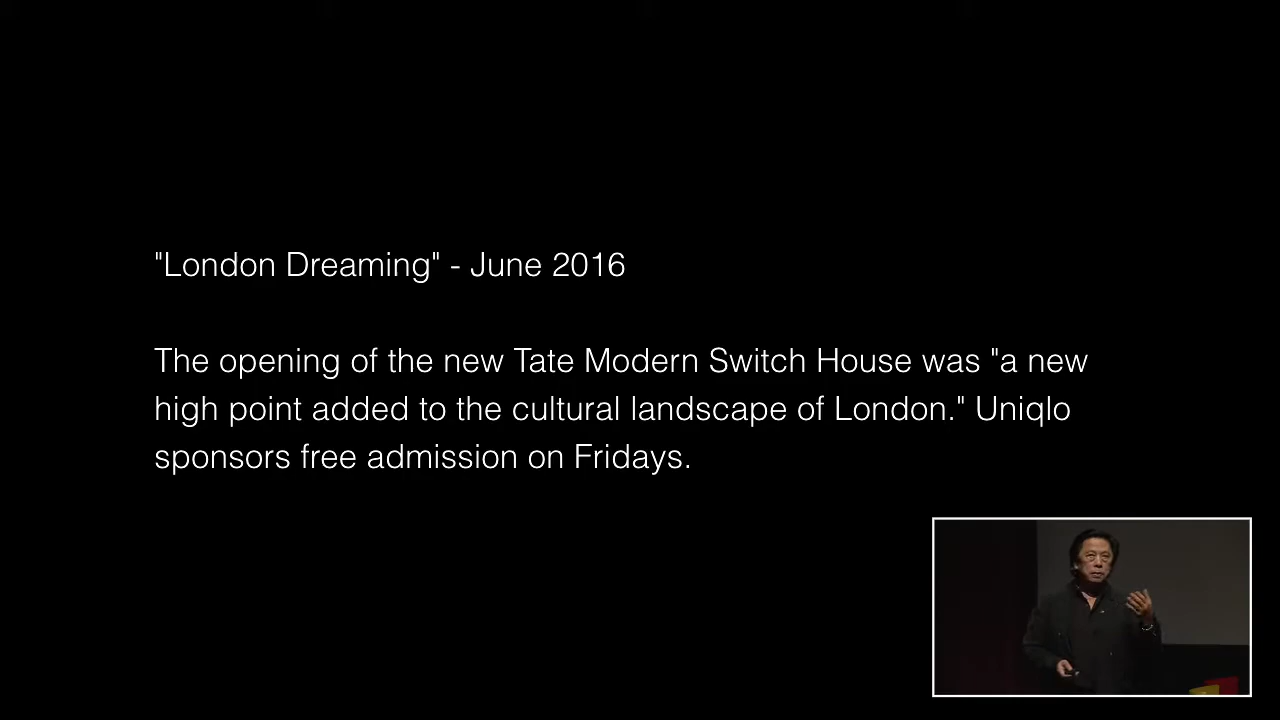 "London Dreaming" - June 2016
The opening of the new Tate Modern Switch House was "a new
high point added to the cultural landscape of London." Uniqlo
sponsors free admission on Fridays.